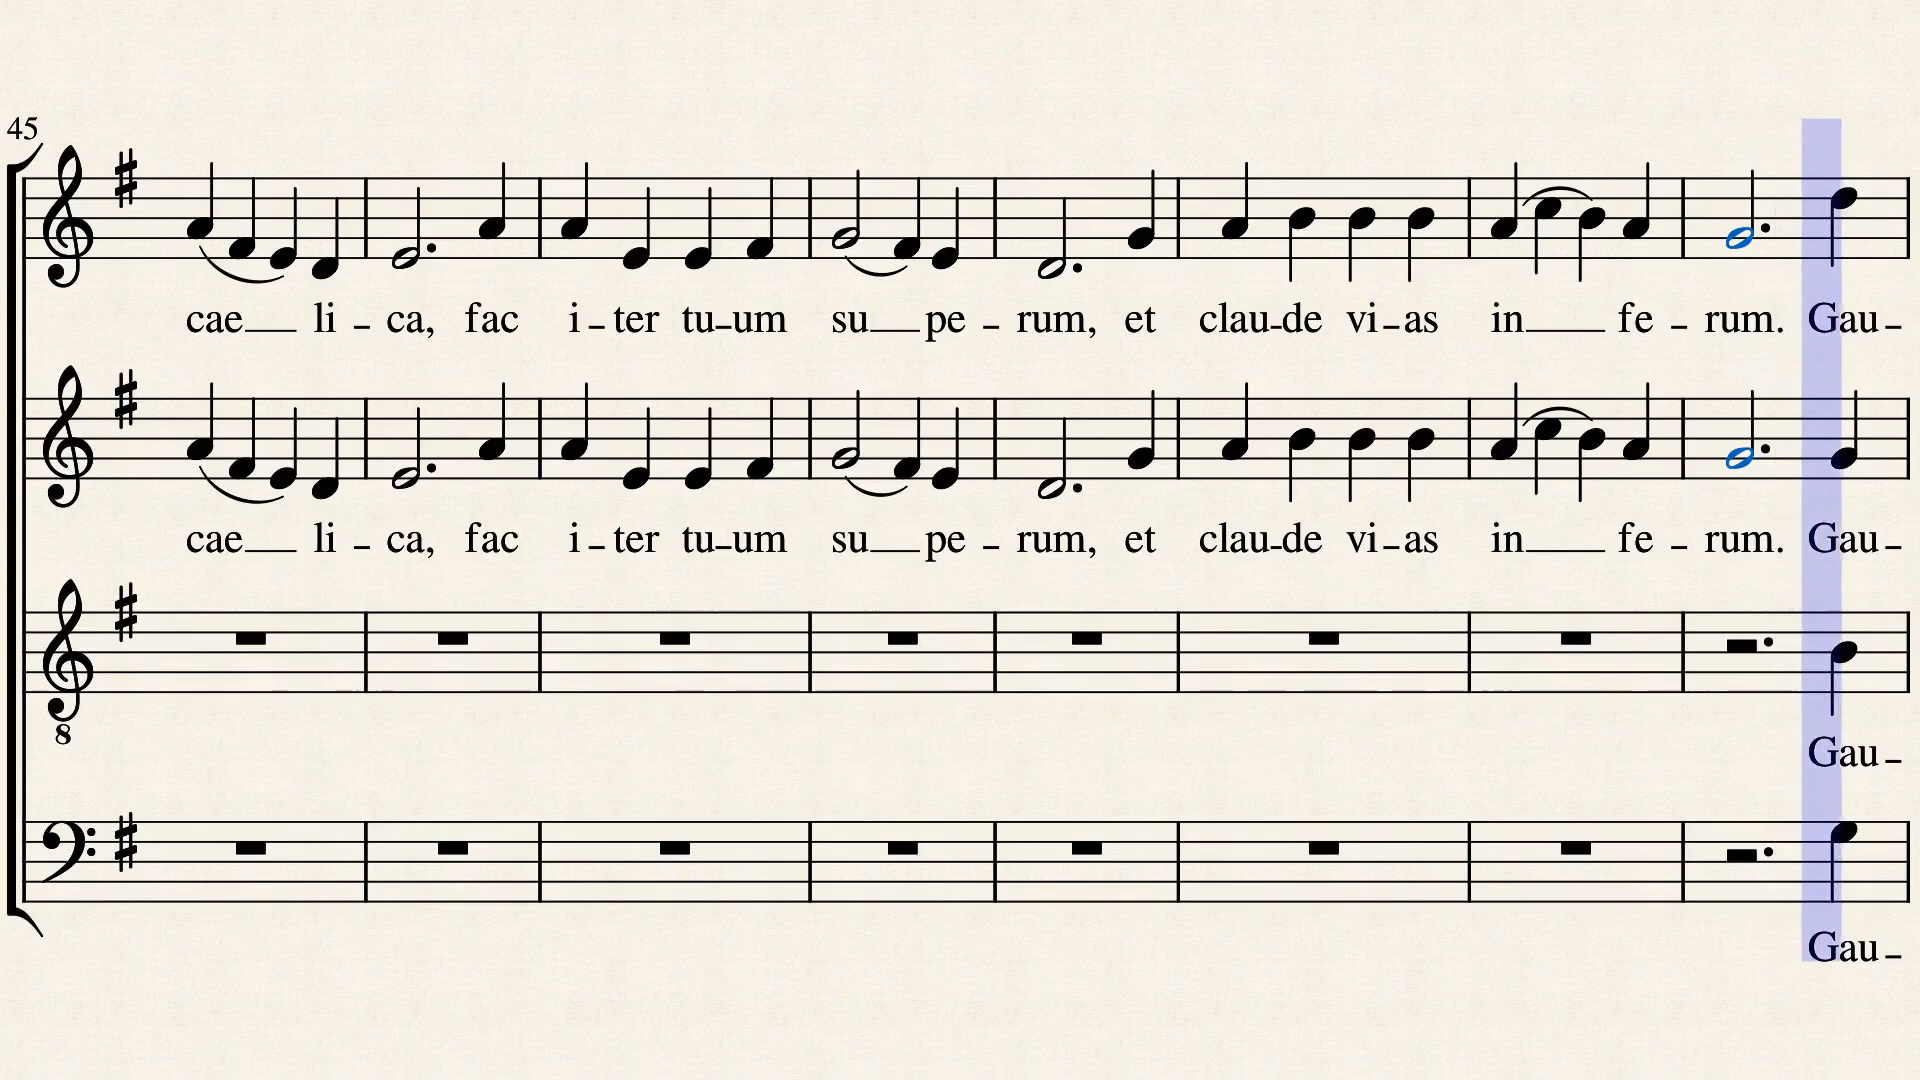 45
cae li - ca, fac i - ter tu-um su pe - rum, et clau-de vi-as in fe - rum. Gau-
cae li - ca, fac i - ter tu-um su pe - rum, et clau-de vi-as in fe - rum. Gau-
8
Gau-
Gau-